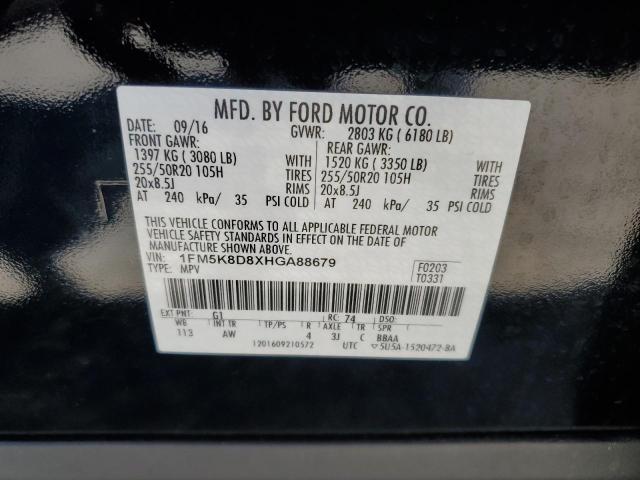 MFD. BY FORD MOTOR CO.
DATE: 09/16 GVWR: 2803 KG ( 6180 LB)
FRONT GAWR: REAR GAWR:
1397 KG ( 3080 LB) WITH 1520 KG ( 3350 LB) WITH
255/50R20 105H TIRES 255/50R20 105H TIRES
20x8.5J RIMS 20x8.5J RIMS
AT 240 kPa/ 35 PSI COLD AT 240 kPa/ 35 PSI COLD
THIS VEHICLE CONFORMS TO ALL APPLICABLE FEDERAL MOTOR
VEHICLE SAFETY STANDARDS IN EFFECT ON THE DATE OF
MANUFACTURE SHOWN ABOVE.
VIN: 1FM5K8D8XHGA88679 F0203
TYPE: MPV T0331
EXT PNT: G1 RC: 74 DSO:
WB INT TR TP/PS R AXLE TR SPR
113 AW 4 3J C BBAA
1201609210572 UTC ▽5U5A-1520472-BA